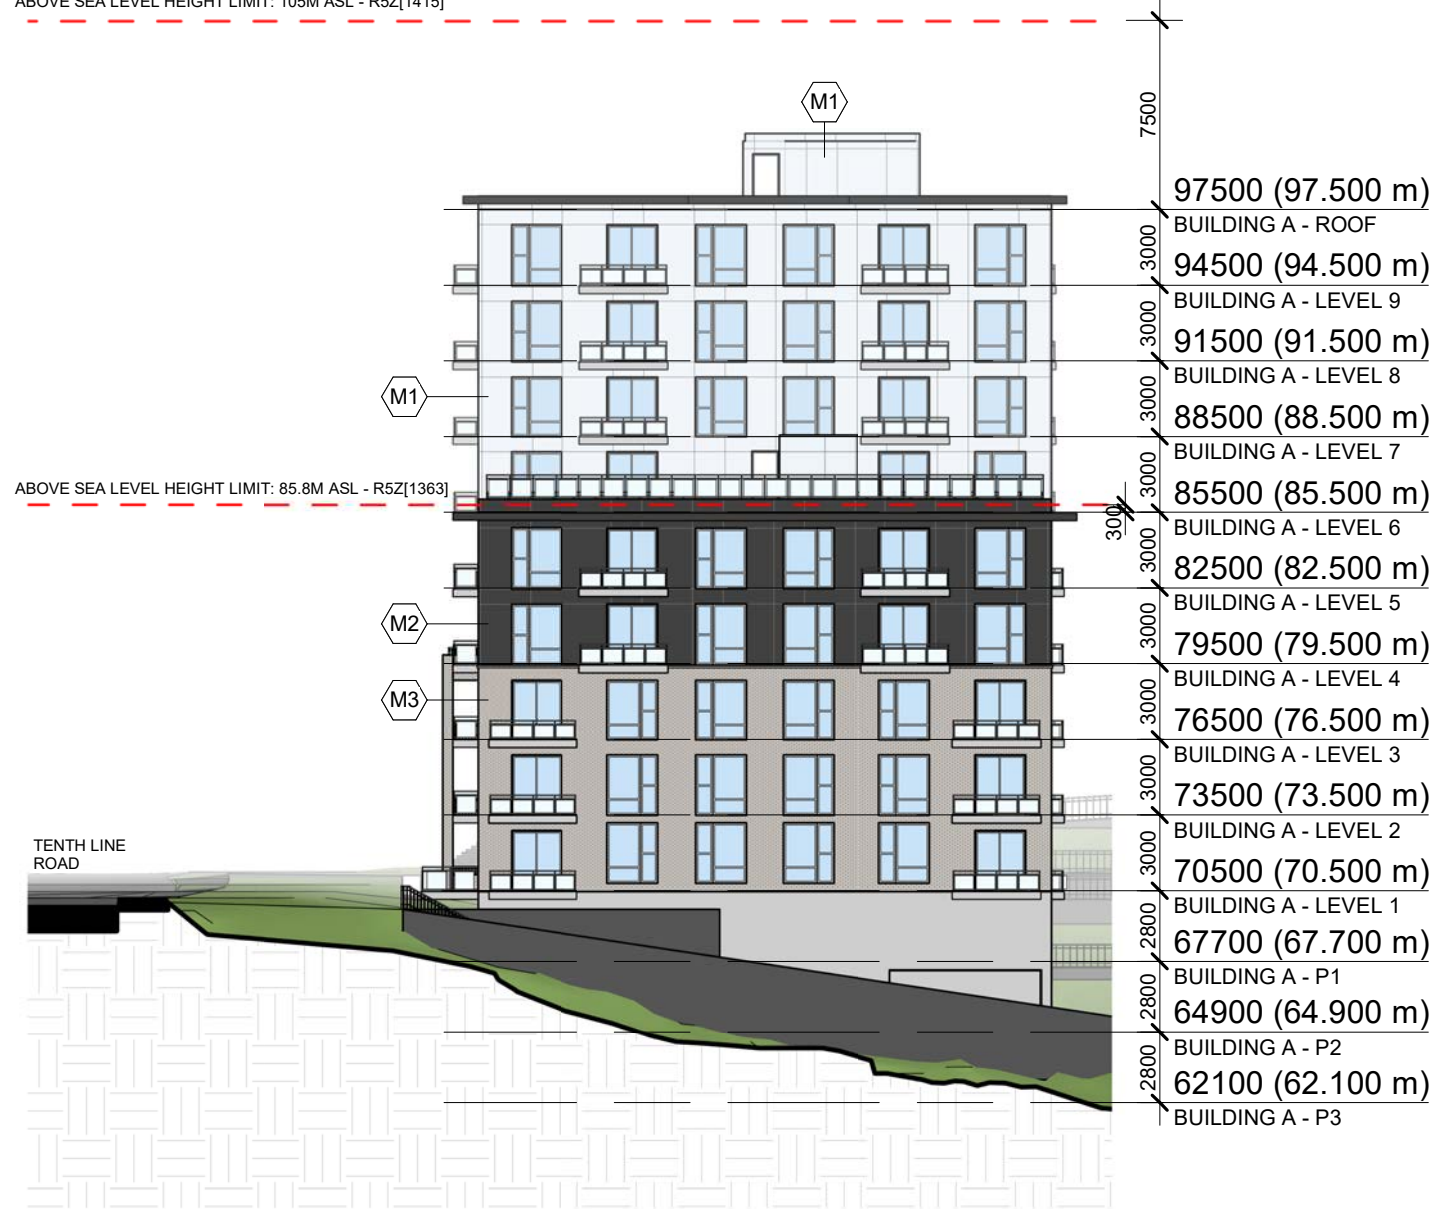 ABOVE SEA LEVEL HEIGHT LIMIT: 105M ASL - R5Z[1415]
M1
7500
97500 (97.500 m)
BUILDING A - ROOF
3000
94500 (94.500 m)
BUILDING A - LEVEL 9
3000
91500 (91.500 m)
BUILDING A - LEVEL 8
M1
3000
88500 (88.500 m)
BUILDING A - LEVEL 7
3000
ABOVE SEA LEVEL HEIGHT LIMIT: 85.8M ASL - R5Z[1363]
85500 (85.500 m)
300
BUILDING A - LEVEL 6
3000
82500 (82.500 m)
BUILDING A - LEVEL 5
M2
3000
79500 (79.500 m)
BUILDING A - LEVEL 4
M3
3000
76500 (76.500 m)
BUILDING A - LEVEL 3
3000
73500 (73.500 m)
BUILDING A - LEVEL 2
TENTH LINE
ROAD
3000
70500 (70.500 m)
BUILDING A - LEVEL 1
2800
67700 (67.700 m)
BUILDING A - P1
2800
64900 (64.900 m)
BUILDING A - P2
2800
62100 (62.100 m)
BUILDING A - P3